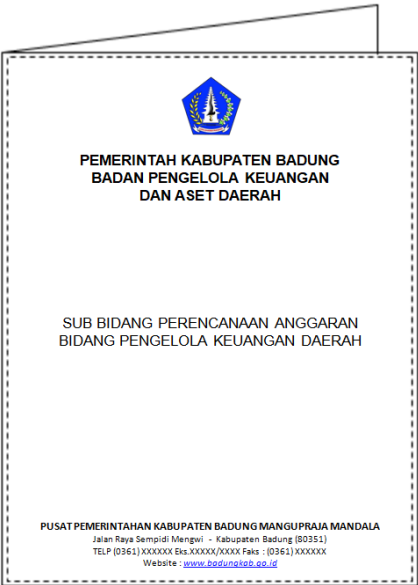 PEMERINTAH KABUPATEN BADUNG
BADAN PENGELOLA KEUANGAN
DAN ASET DAERAH
SUB BIDANG PERENCANAAN ANGGARAN
BIDANG PENGELOLA KEUANGAN DAERAH
PUSAT PEMERINTAHAN KABUPATEN BADUNG MANGUPRAJA MANDALA
Jalan Raya Sempidi Mengwi - Kabupaten Badung (80351)
TELP (0361) XXXXXX Eks.XXXXX/XXXX Faks : (0361) XXXXXX
Website : www.badungkab.go.id